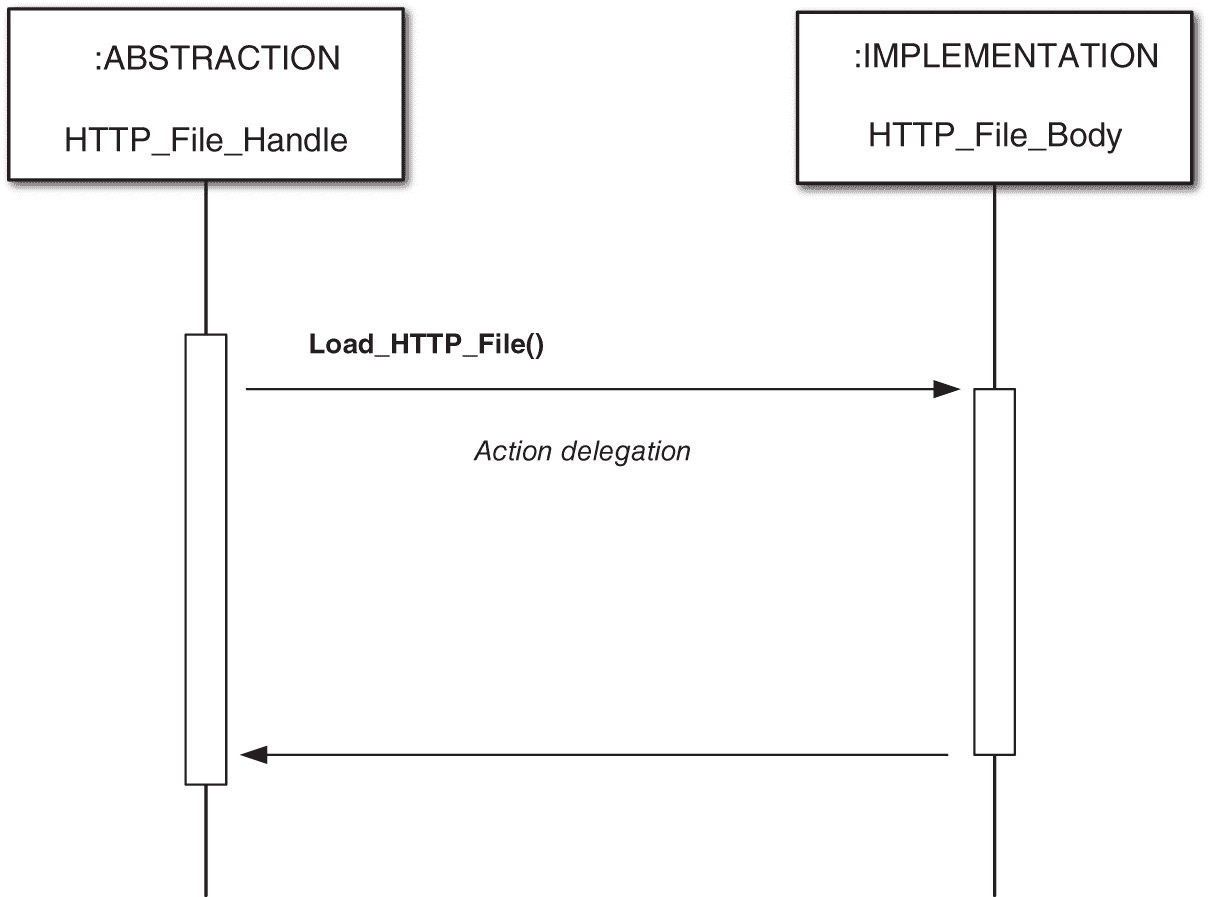 :ABSTRACTION
HTTP_File_Handle
:IMPLEMENTATION
HTTP_File_Body
Load_HTTP_File()
Action delegation